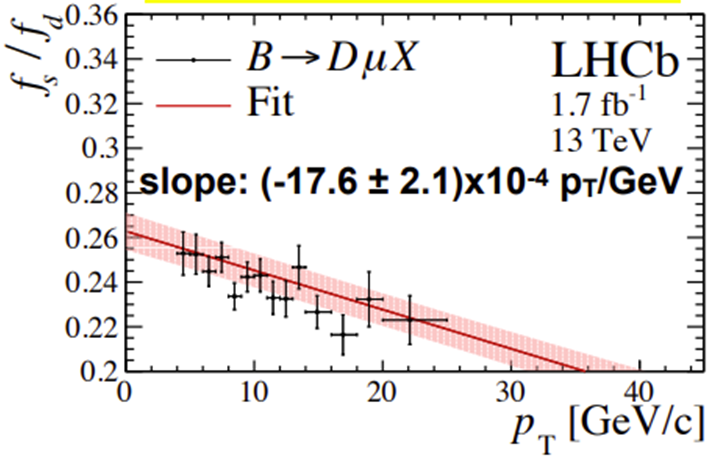 0.36
0.34
0.32
0.3
0.28
0.26
0.24
0.22
0.2
f_s / f_d
B→DμX
Fit
LHCb
1.7 fb⁻¹
13 TeV
slope: (-17.6 ± 2.1)x10⁻⁴ p_T/GeV
0 10 20 30 40
p_T [GeV/c]